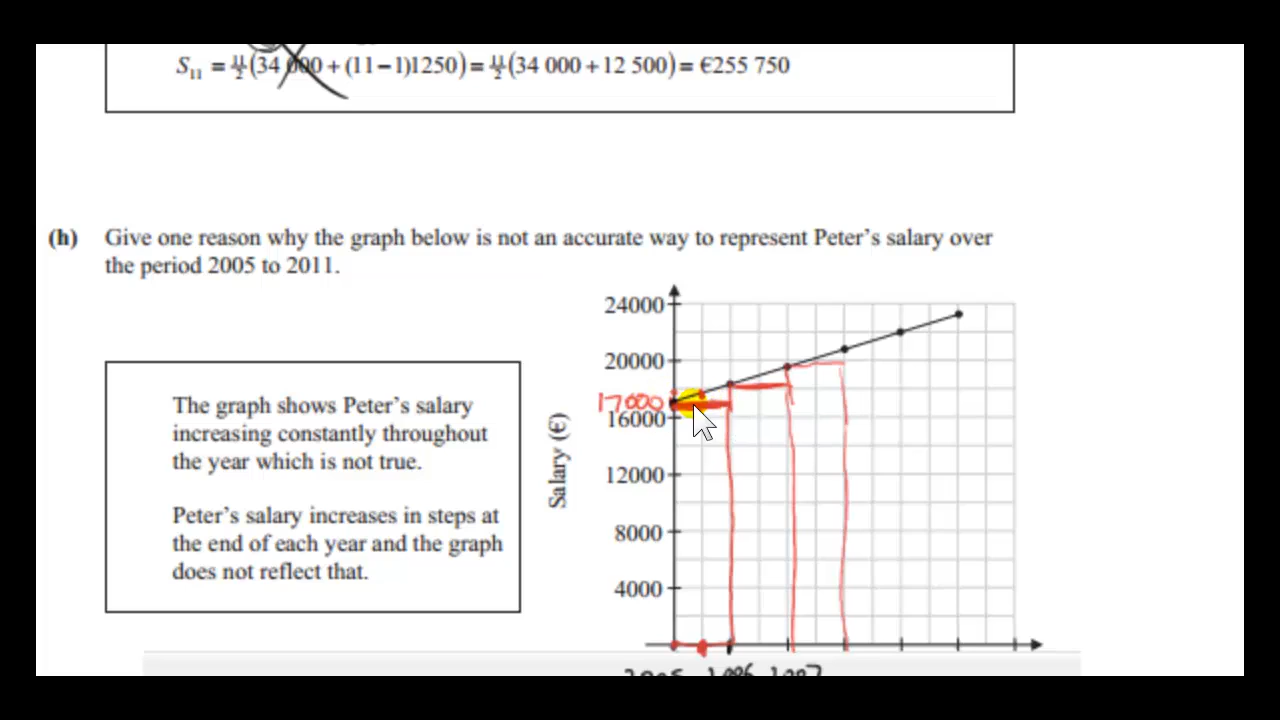 S₁₁ = 11/2(34 000 + (11 – 1)1250) = 11/2(34 000 + 12 500) = €255 750
(h) Give one reason why the graph below is not an accurate way to represent Peter's salary over
the period 2005 to 2011.
The graph shows Peter's salary
increasing constantly throughout
the year which is not true.
Peter's salary increases in steps at
the end of each year and the graph
does not reflect that.
Salary (€)
24000
20000
17000
16000
12000
8000
4000
2005 2006 2007